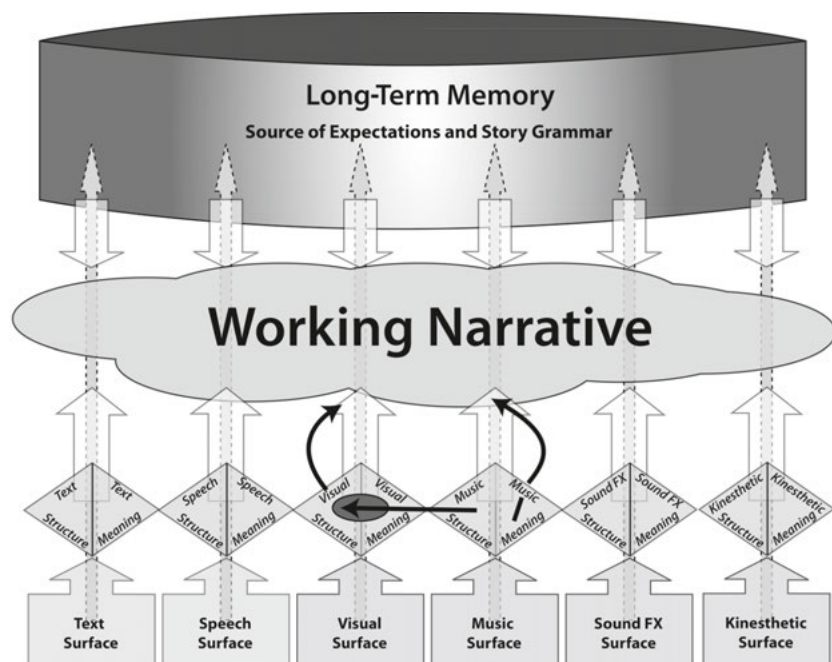 Long-Term Memory
Source of Expectations and Story Grammar
Working Narrative
Text Text
Structure Meaning
Speech Speech
Structure Meaning
Visual Visual
Structure Meaning
Music Music
Structure Meaning
Sound FX Sound FX
Structure Meaning
Kinesthetic Kinesthetic
Structure Meaning
Text
Surface
Speech
Surface
Visual
Surface
Music
Surface
Sound FX
Surface
Kinesthetic
Surface